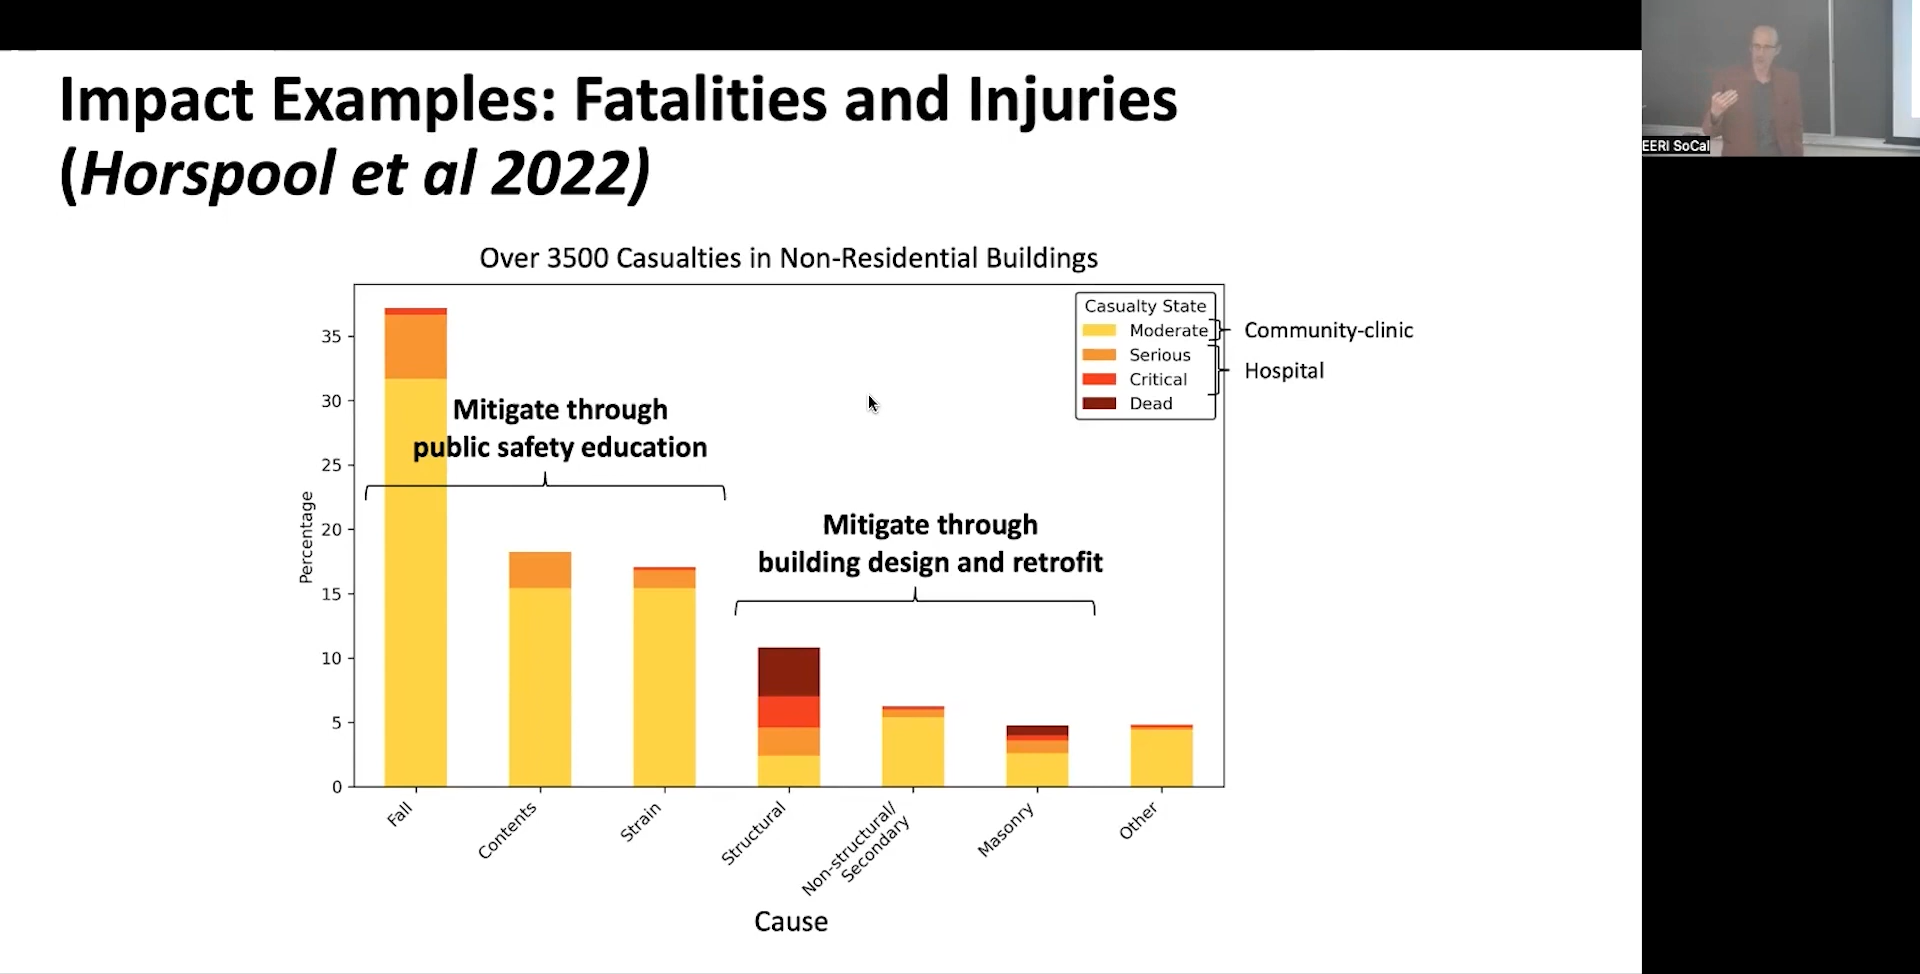 Impact Examples: Fatalities and Injuries
(Horspool et al 2022)
EERI SoCal
Over 3500 Casualties in Non-Residential Buildings
Casualty State
Moderate
Serious
Critical
Dead
Community-clinic
Hospital
Mitigate through
public safety education
Mitigate through
building design and retrofit
Percentage
35
30
25
20
15
10
5
0
Fall
Contents
Strain
Structural
Non-structural/
Secondary
Masonry
Other
Cause